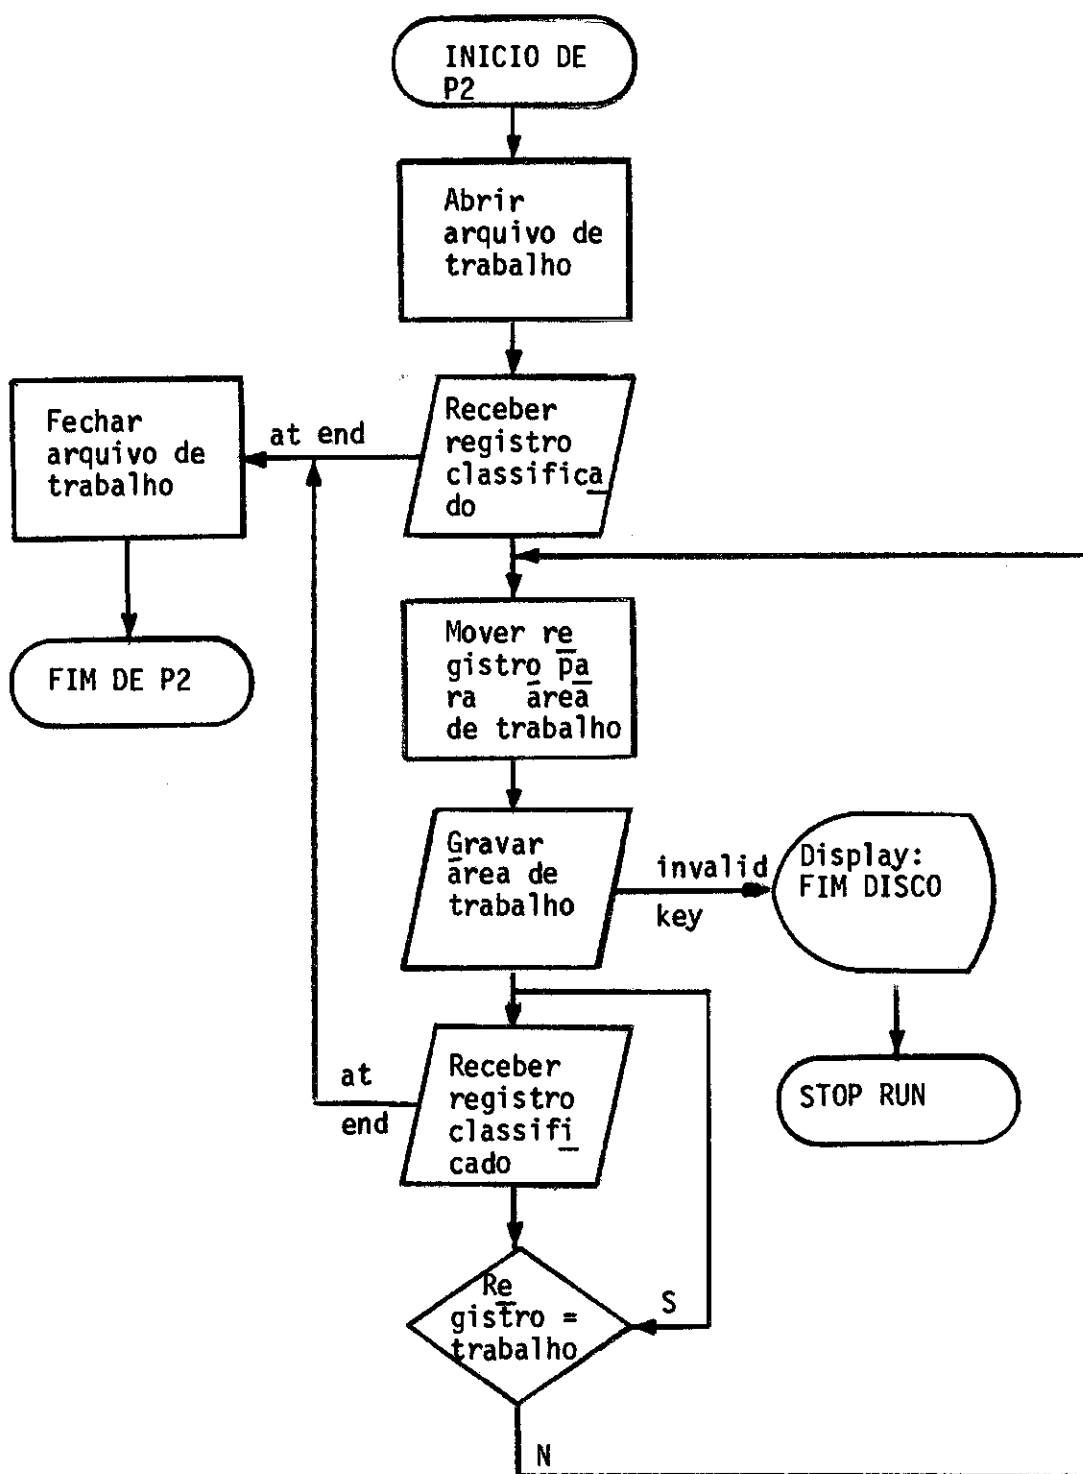 INICIO DE
P2
Abrir
arquivo de
trabalho
Receber
registro
classifica
do
at end
Fechar
arquivo de
trabalho
FIM DE P2
Mover re
gistro pa
ra área
de trabalho
Gravar
área de
trabalho
invalid
key
Display:
FIM DISCO
STOP RUN
Receber
registro
classifi
cado
at
end
Re
gistro =
trabalho
S
N